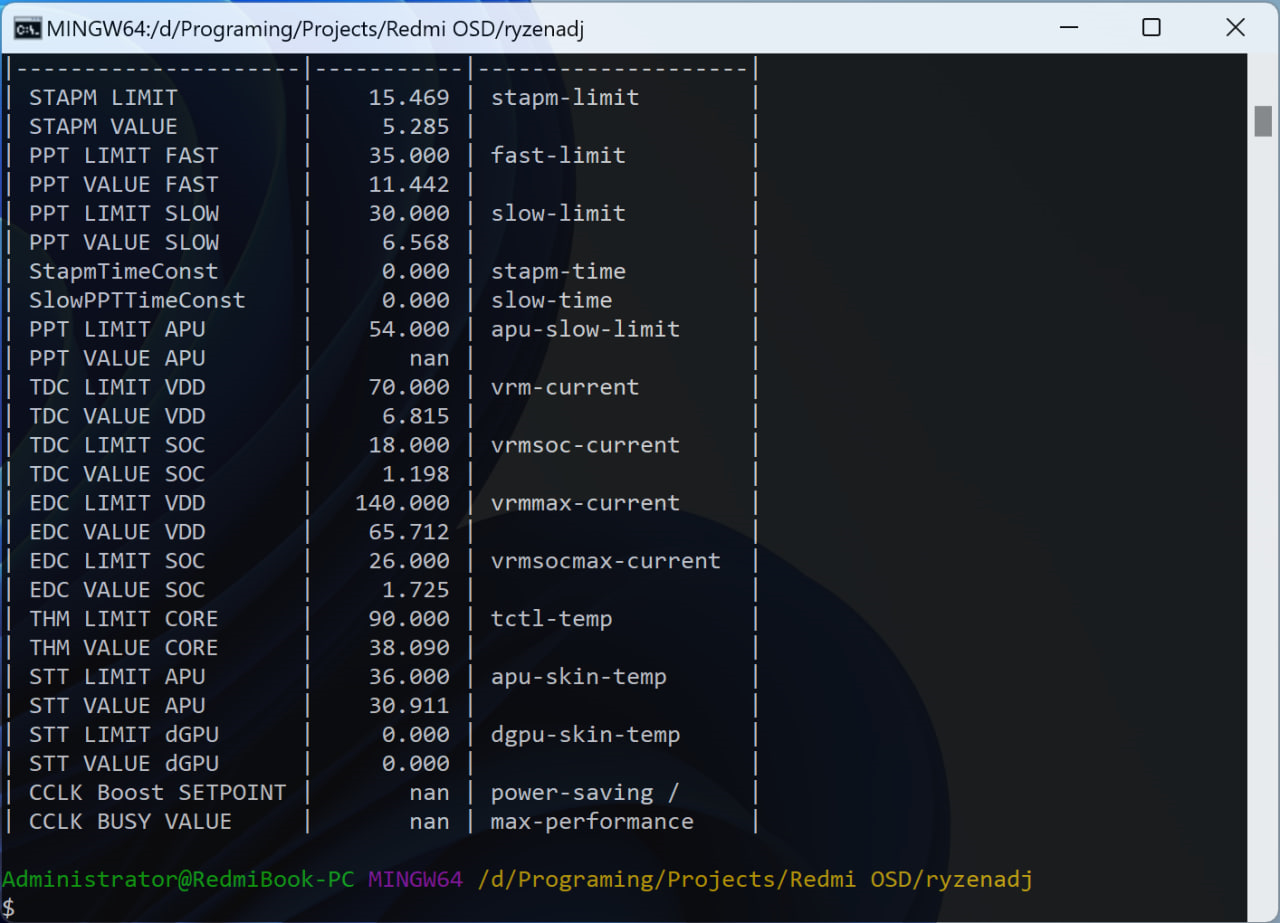 MINGW64:/d/Programing/Projects/Redmi OSD/ryzenadj
|---------------------|-----------|--------------------|
| STAPM LIMIT         |    15.469 | stapm-limit        |
| STAPM VALUE         |     5.285 |                    |
| PPT LIMIT FAST      |    35.000 | fast-limit         |
| PPT VALUE FAST      |    11.442 |                    |
| PPT LIMIT SLOW      |    30.000 | slow-limit         |
| PPT VALUE SLOW      |     6.568 |                    |
| StapmTimeConst      |     0.000 | stapm-time         |
| SlowPPTTimeConst    |     0.000 | slow-time          |
| PPT LIMIT APU       |    54.000 | apu-slow-limit     |
| PPT VALUE APU       |       nan |                    |
| TDC LIMIT VDD       |    70.000 | vrm-current        |
| TDC VALUE VDD       |     6.815 |                    |
| TDC LIMIT SOC       |    18.000 | vrmsoc-current     |
| TDC VALUE SOC       |     1.198 |                    |
| EDC LIMIT VDD       |   140.000 | vrmmax-current     |
| EDC VALUE VDD       |    65.712 |                    |
| EDC LIMIT SOC       |    26.000 | vrmsocmax-current  |
| EDC VALUE SOC       |     1.725 |                    |
| THM LIMIT CORE      |    90.000 | tctl-temp          |
| THM VALUE CORE      |    38.090 |                    |
| STT LIMIT APU       |    36.000 | apu-skin-temp      |
| STT VALUE APU       |    30.911 |                    |
| STT LIMIT dGPU      |     0.000 | dgpu-skin-temp     |
| STT VALUE dGPU      |     0.000 |                    |
| CCLK Boost SETPOINT |       nan | power-saving /     |
| CCLK BUSY VALUE     |       nan | max-performance    |
Administrator@RedmiBook-PC MINGW64 /d/Programing/Projects/Redmi OSD/ryzenadj
$